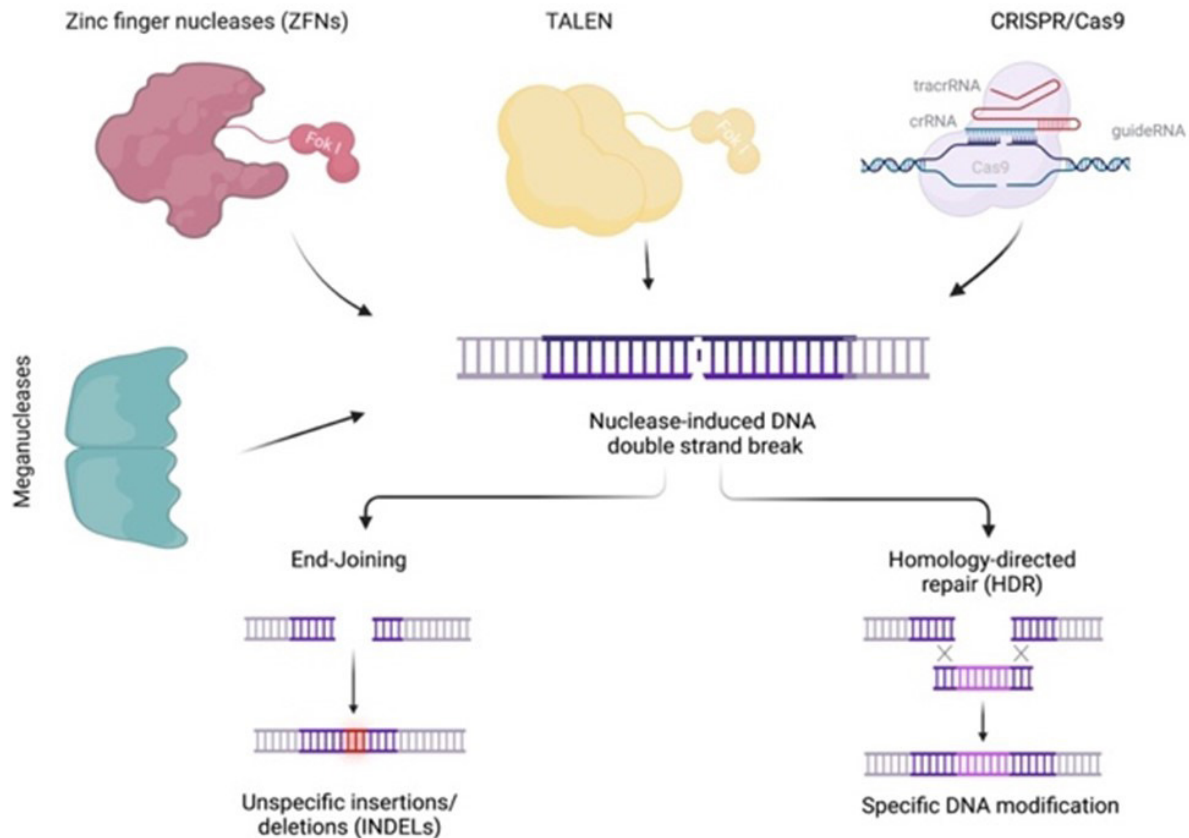 Zinc finger nucleases (ZFNs)
TALEN
CRISPR/Cas9
Fok I
Fok I
tracrRNA
crRNA
guideRNA
Cas9
Meganucleases
Nuclease-induced DNA
double strand break
End-Joining
Homology-directed
repair (HDR)
Unspecific insertions/
deletions (INDELs)
Specific DNA modification